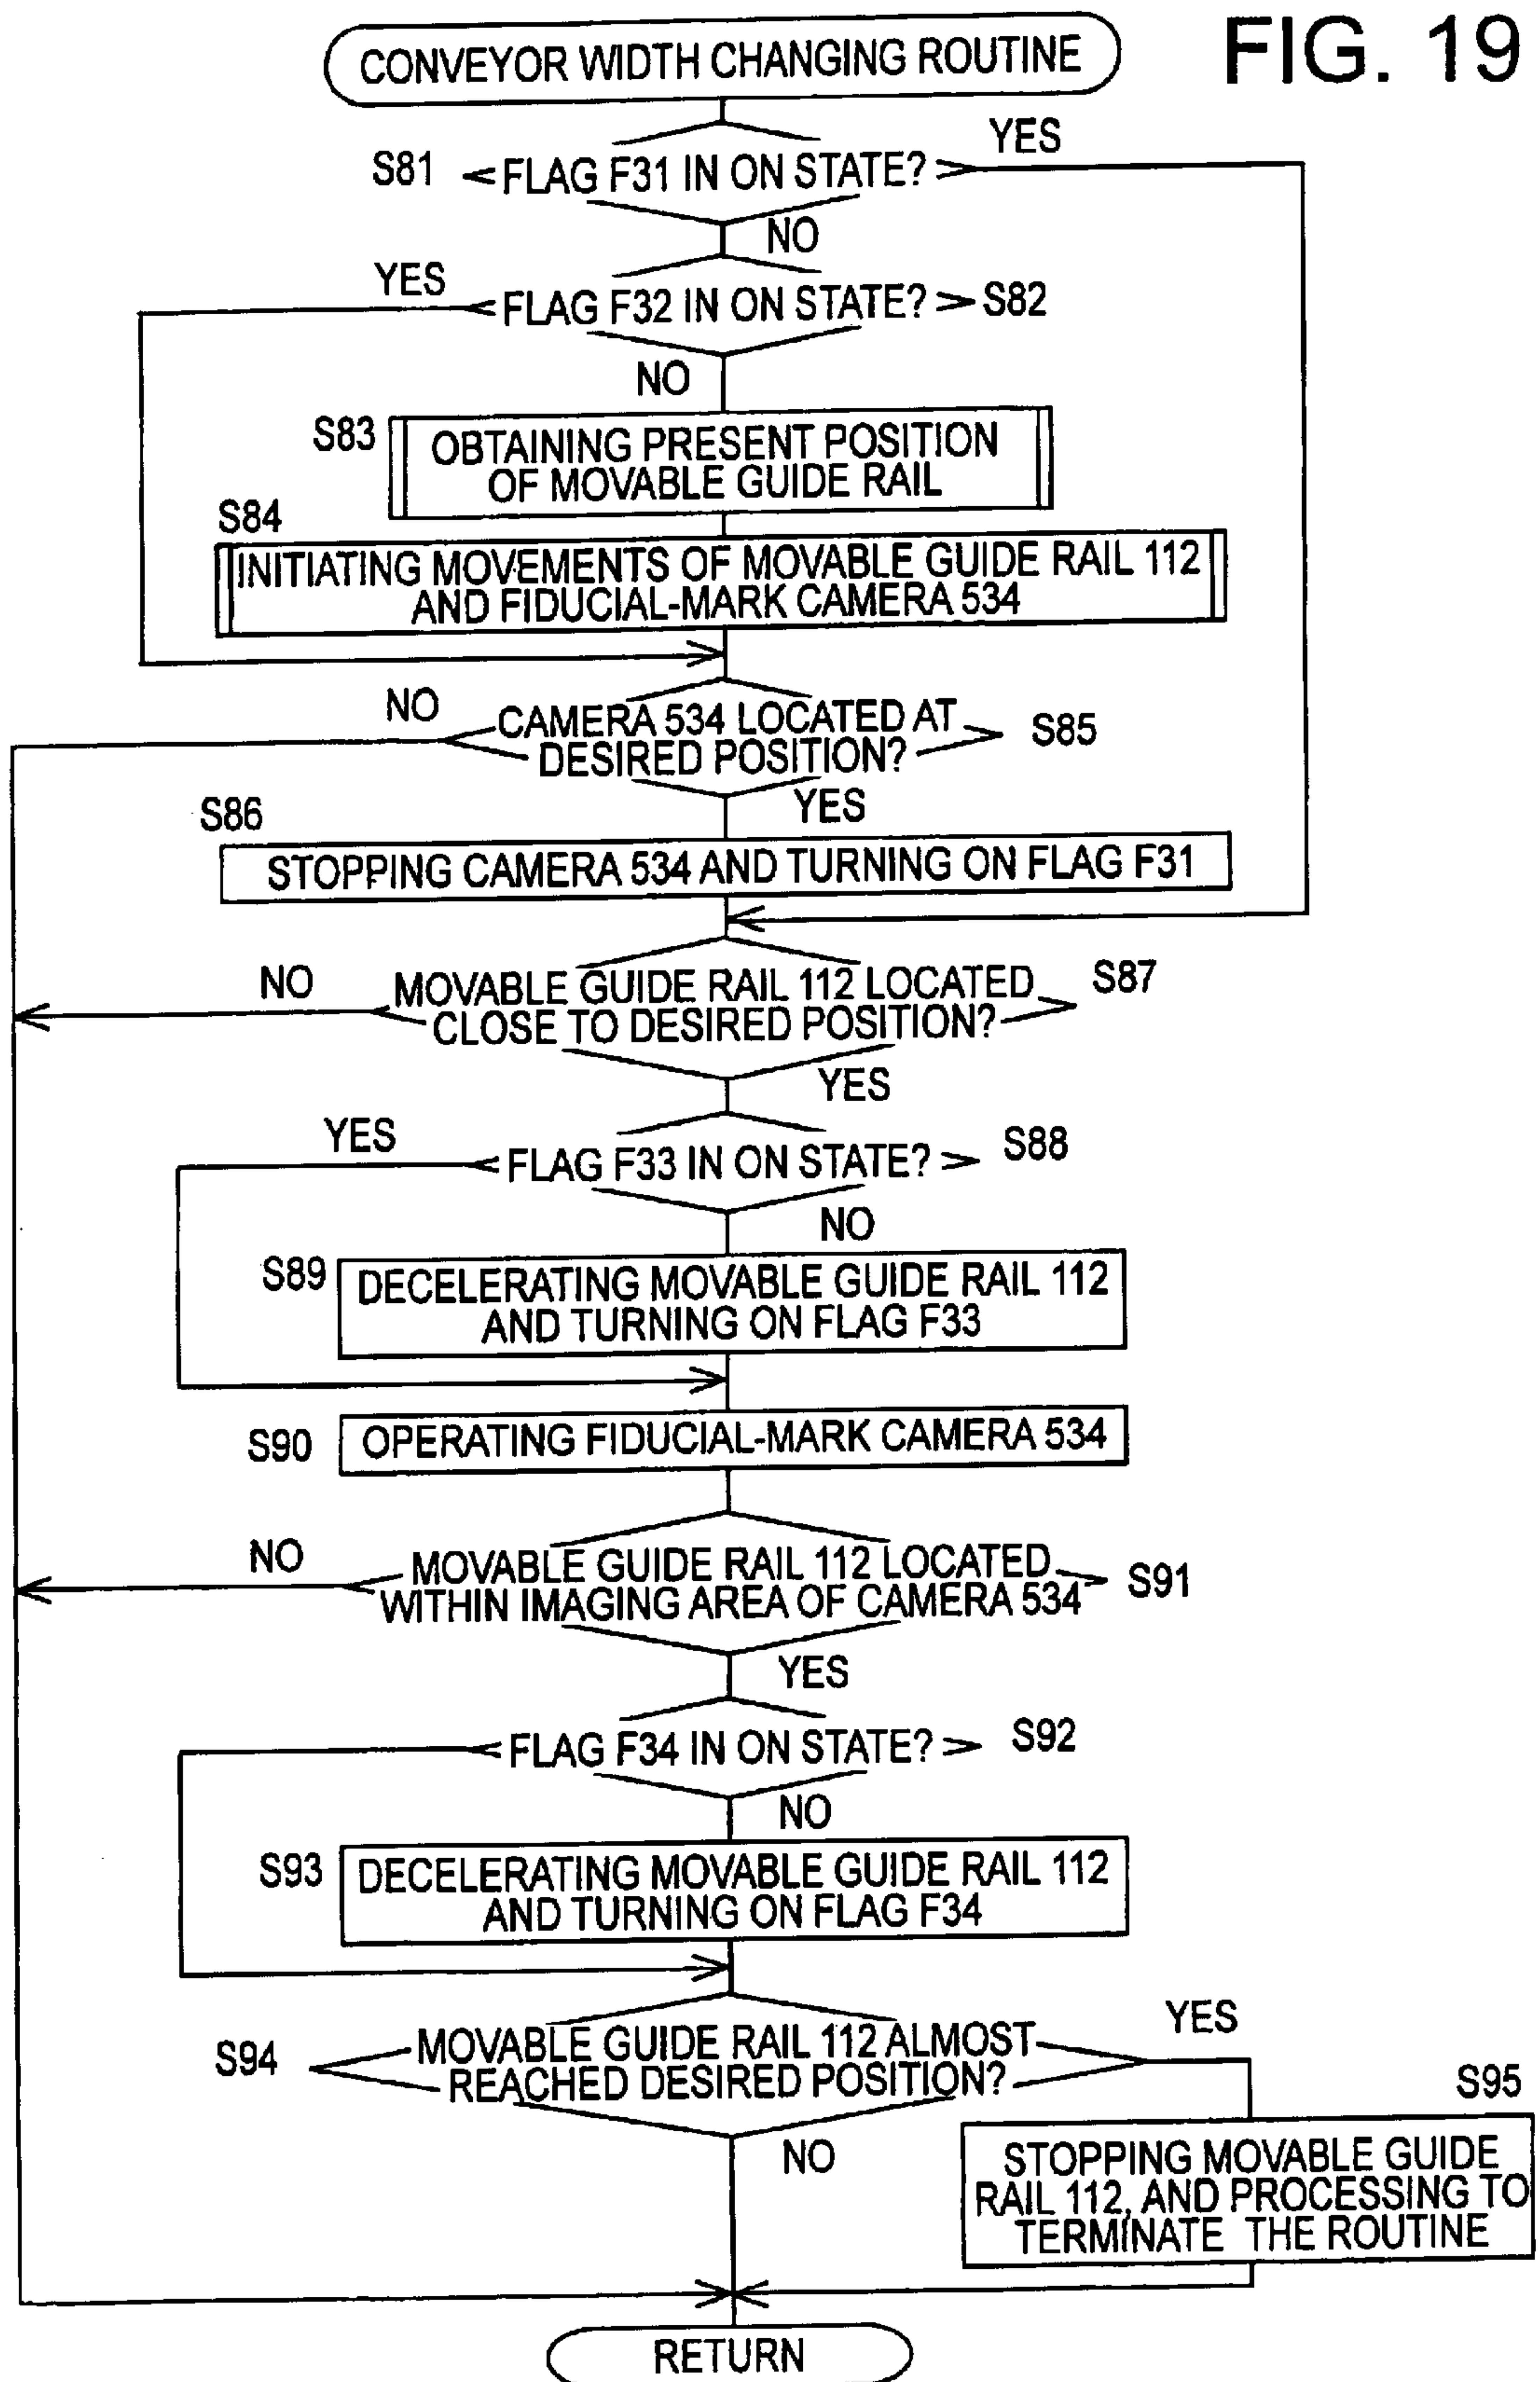 FIG. 19
CONVEYOR WIDTH CHANGING ROUTINE
YES
S81
FLAG F31 IN ON STATE?
NO
YES
FLAG F32 IN ON STATE?
S82
NO
S83
OBTAINING PRESENT POSITION
OF MOVABLE GUIDE RAIL
S84
INITIATING MOVEMENTS OF MOVABLE GUIDE RAIL 112
AND FIDUCIAL-MARK CAMERA 534
NO
CAMERA 534 LOCATED AT
DESIRED POSITION?
S85
YES
S86
STOPPING CAMERA 534 AND TURNING ON FLAG F31
NO
MOVABLE GUIDE RAIL 112 LOCATED
CLOSE TO DESIRED POSITION?
S87
YES
YES
FLAG F33 IN ON STATE?
S88
NO
S89
DECELERATING MOVABLE GUIDE RAIL 112
AND TURNING ON FLAG F33
S90
OPERATING FIDUCIAL-MARK CAMERA 534
NO
MOVABLE GUIDE RAIL 112 LOCATED
WITHIN IMAGING AREA OF CAMERA 534
S91
YES
FLAG F34 IN ON STATE?
S92
NO
S93
DECELERATING MOVABLE GUIDE RAIL 112
AND TURNING ON FLAG F34
YES
S94
MOVABLE GUIDE RAIL 112 ALMOST
REACHED DESIRED POSITION?
S95
NO
STOPPING MOVABLE GUIDE
RAIL 112, AND PROCESSING TO
TERMINATE THE ROUTINE
RETURN